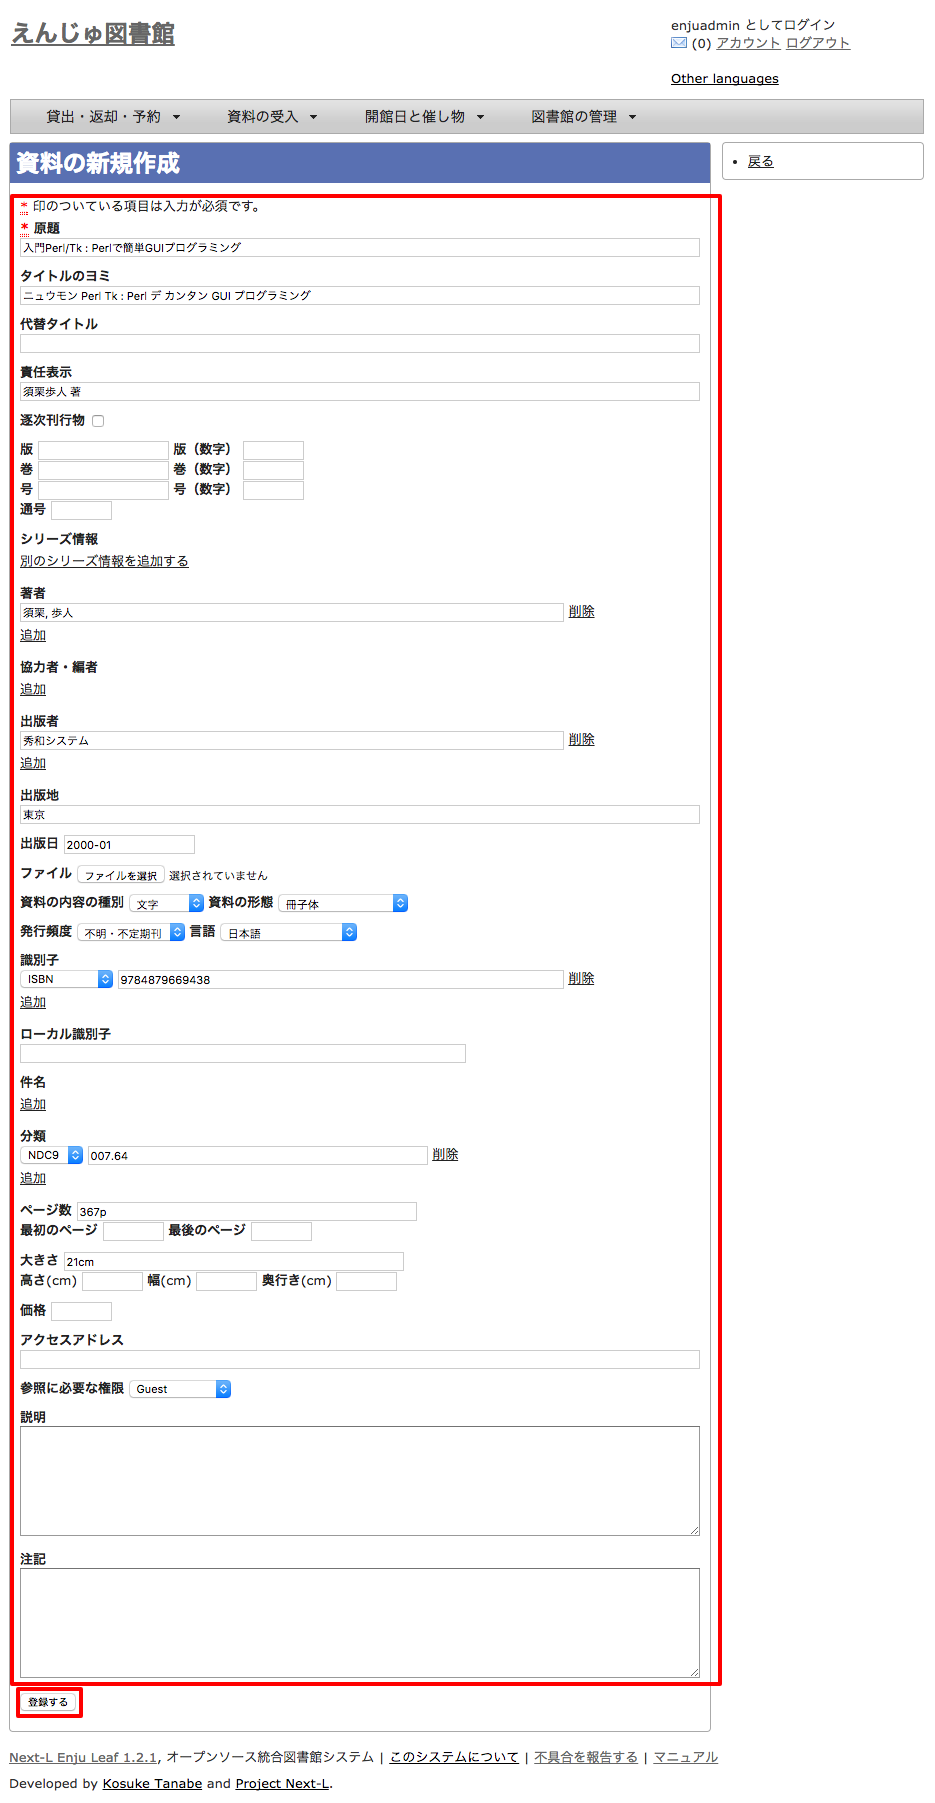 えんじゅ図書館
enjuadmin としてログイン
(0) アカウント ログアウト
Other languages
貸出・返却・予約 資料の受入 開館日と催し物 図書館の管理
資料の新規作成
戻る
* 印のついている項目は入力が必須です。
* 原題
入門Perl/Tk : Perlで簡単GUIプログラミング
タイトルのヨミ
ニュウモン Perl Tk : Perl デ カンタン GUI プログラミング
代替タイトル
責任表示
須栗歩人 著
逐次刊行物
版 版（数字）
巻 巻（数字）
号 号（数字）
通号
シリーズ情報
別のシリーズ情報を追加する
著者
須栗, 歩人 削除
追加
協力者・編者
追加
出版者
秀和システム 削除
追加
出版地
東京
出版日 2000-01
ファイル ファイルを選択 選択されていません
資料の内容の種別 文字 資料の形態 冊子体
発行頻度 不明・不定期刊 言語 日本語
識別子
ISBN 9784879669438 削除
追加
ローカル識別子
件名
追加
分類
NDC9 007.64 削除
追加
ページ数 367p
最初のページ 最後のページ
大きさ 21cm
高さ(cm) 幅(cm) 奥行き(cm)
価格
アクセスアドレス
参照に必要な権限 Guest
説明
注記
登録する
Next-L Enju Leaf 1.2.1, オープンソース統合図書館システム | このシステムについて | 不具合を報告する | マニュアル
Developed by Kosuke Tanabe and Project Next-L.